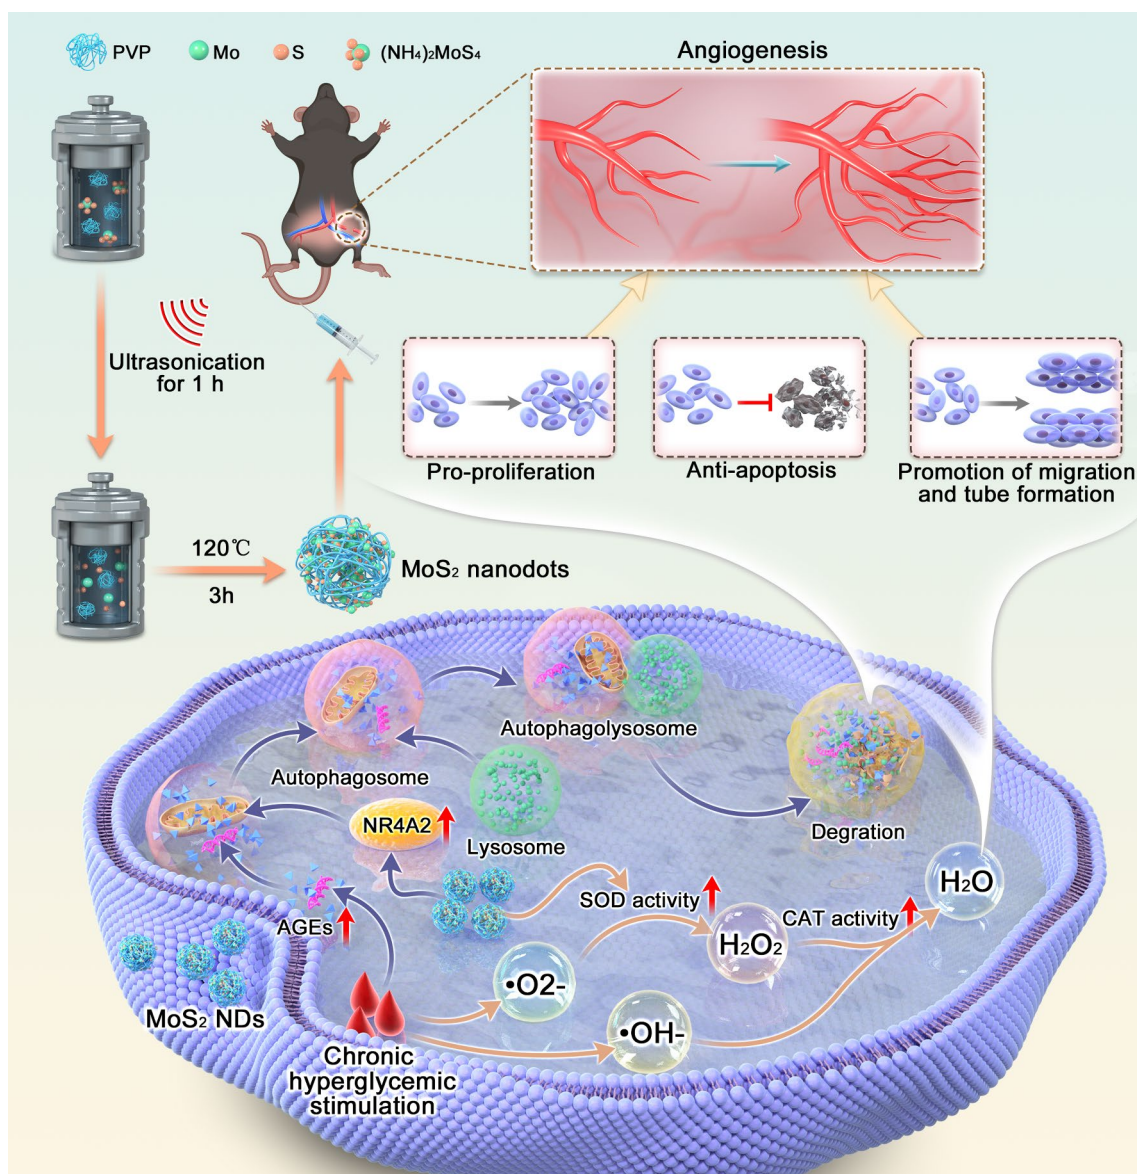 PVP
Mo
S
(NH₄)₂MoS₄
Angiogenesis
Ultrasonication
for 1 h
Pro-proliferation
Anti-apoptosis
Promotion of migration
and tube formation
120℃
3h
MoS₂ nanodots
Autophagosome
Autophagolysosome
NR4A2
Lysosome
Degration
AGEs
SOD activity
CAT activity
H₂O
H₂O₂
•O2-
•OH-
MoS₂ NDs
Chronic
hyperglycemic
stimulation